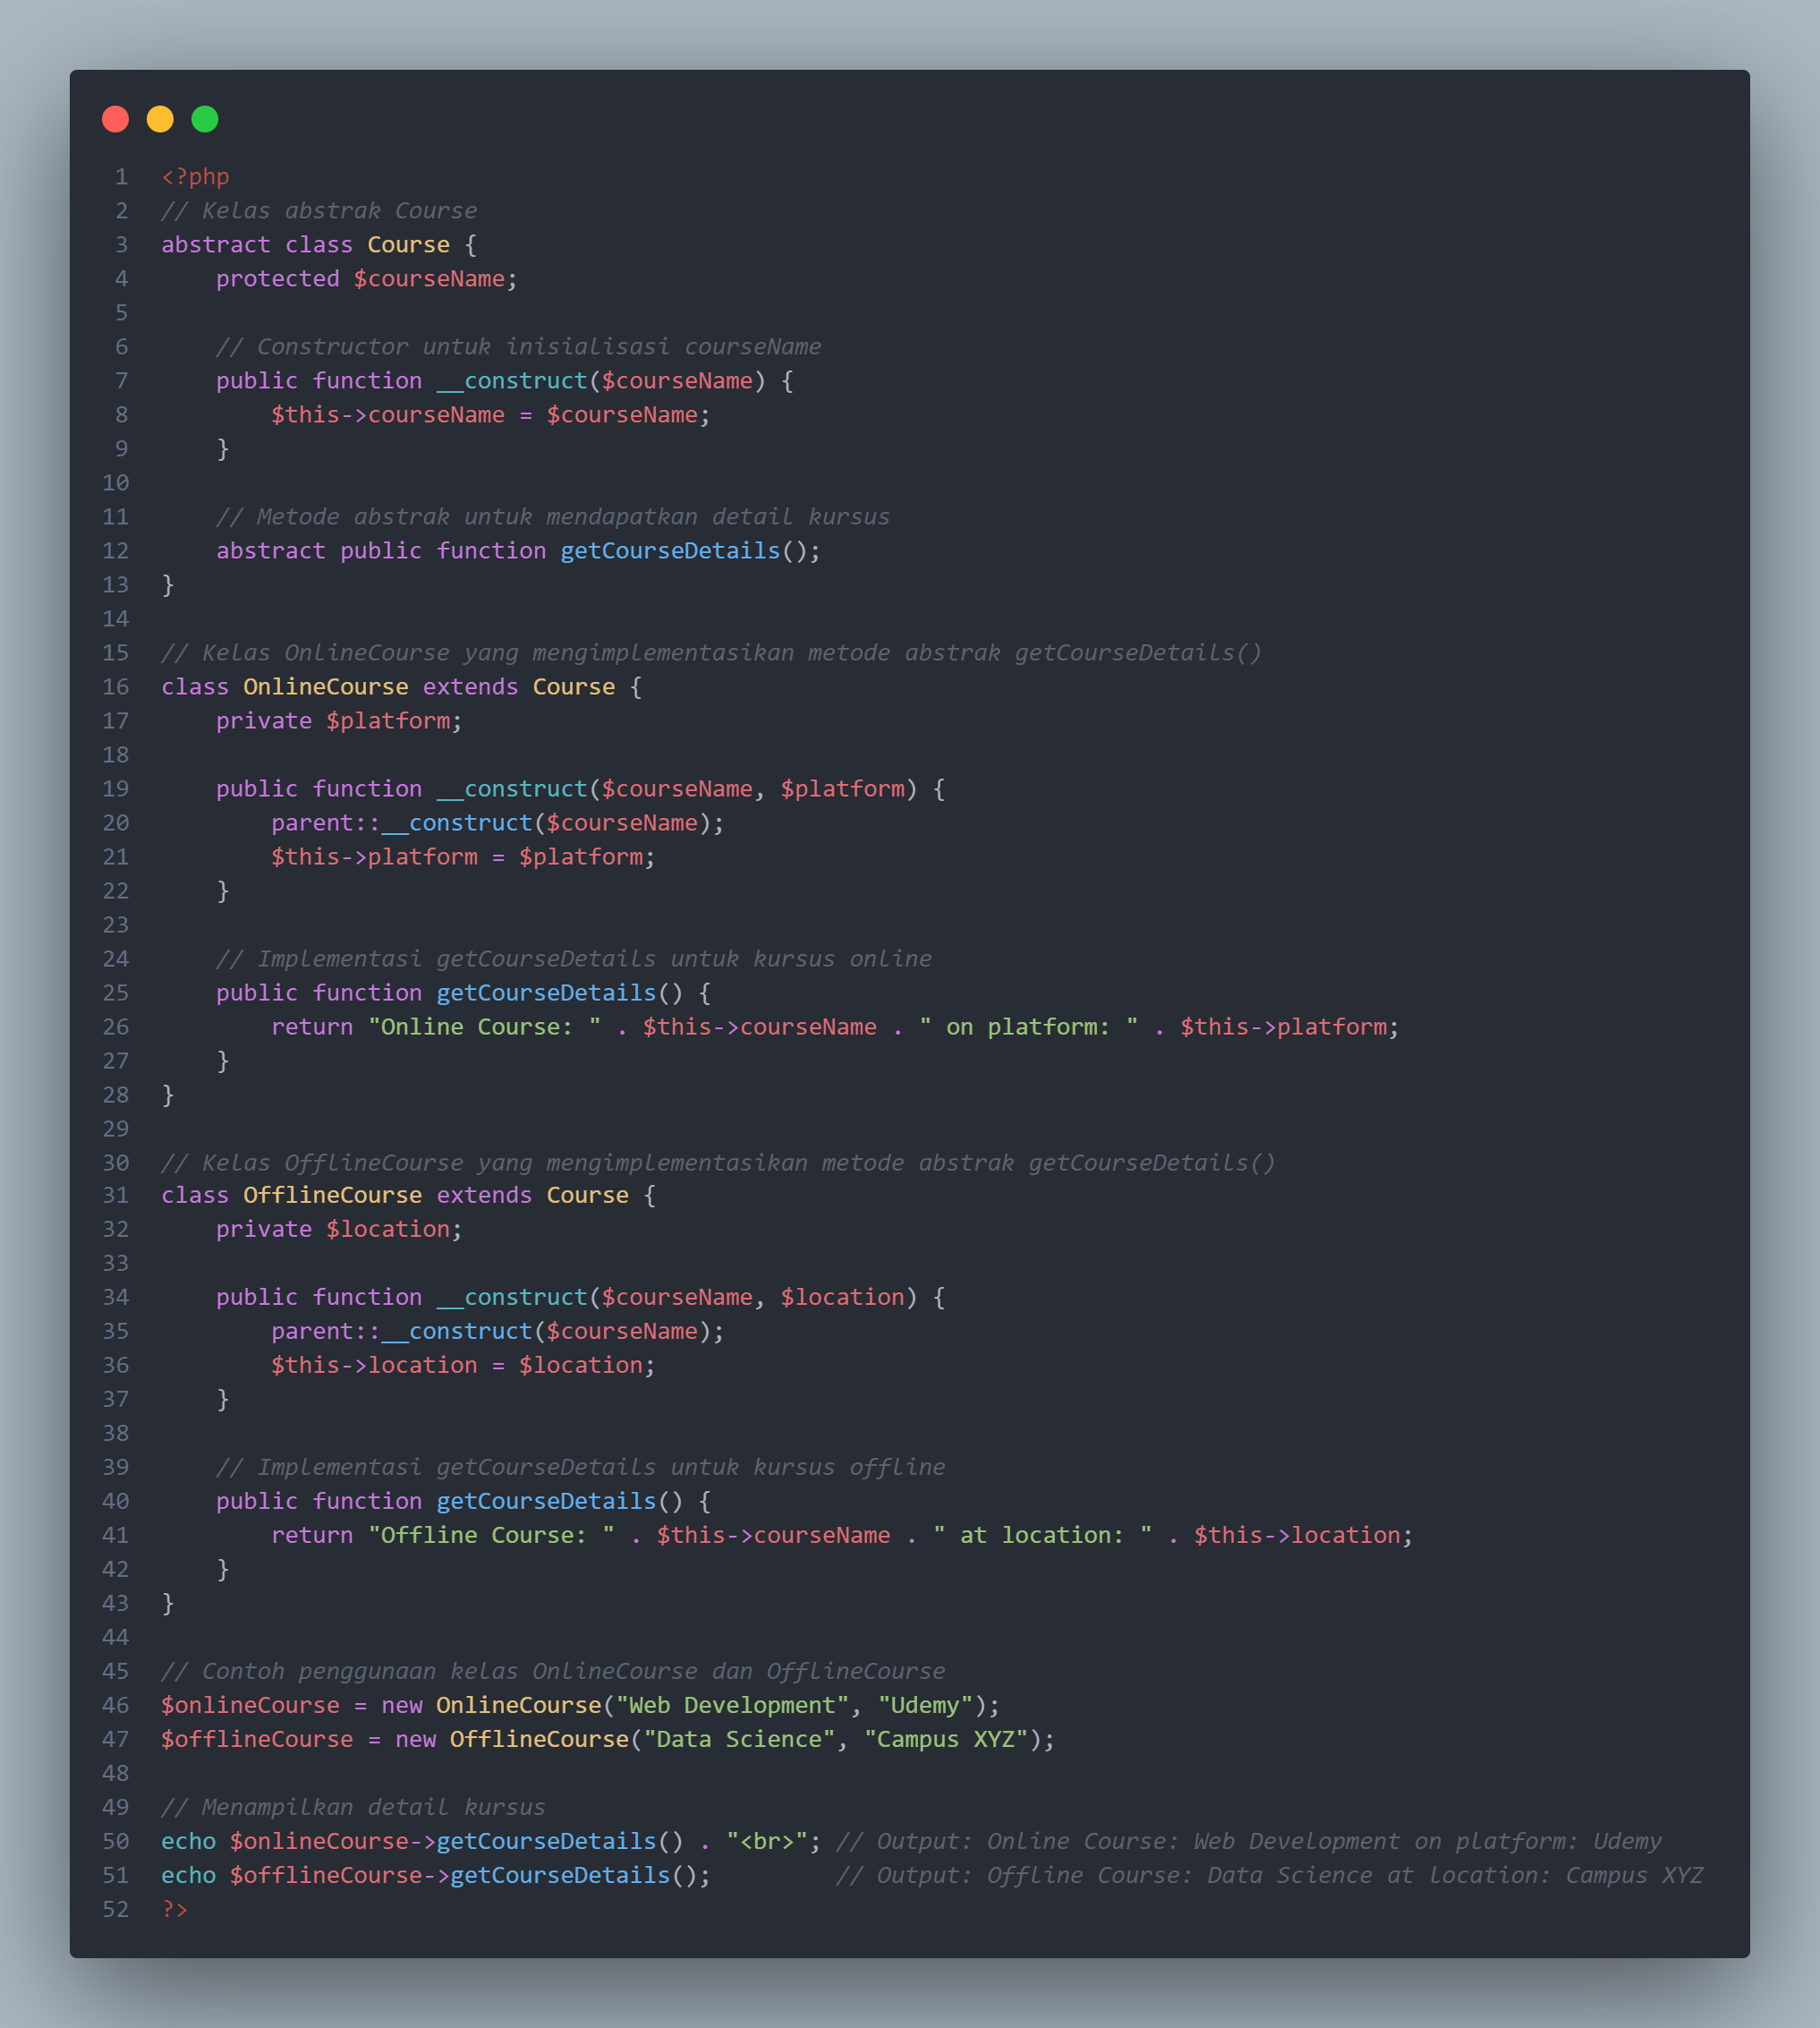 1 <?php
2 // Kelas abstrak Course
3 abstract class Course {
4     protected $courseName;
5
6     // Constructor untuk inisialisasi courseName
7     public function __construct($courseName) {
8         $this->courseName = $courseName;
9     }
10
11     // Metode abstrak untuk mendapatkan detail kursus
12     abstract public function getCourseDetails();
13 }
14
15 // Kelas OnlineCourse yang mengimplementasikan metode abstrak getCourseDetails()
16 class OnlineCourse extends Course {
17     private $platform;
18
19     public function __construct($courseName, $platform) {
20         parent::__construct($courseName);
21         $this->platform = $platform;
22     }
23
24     // Implementasi getCourseDetails untuk kursus online
25     public function getCourseDetails() {
26         return "Online Course: " . $this->courseName . " on platform: " . $this->platform;
27     }
28 }
29
30 // Kelas OfflineCourse yang mengimplementasikan metode abstrak getCourseDetails()
31 class OfflineCourse extends Course {
32     private $location;
33
34     public function __construct($courseName, $location) {
35         parent::__construct($courseName);
36         $this->location = $location;
37     }
38
39     // Implementasi getCourseDetails untuk kursus offline
40     public function getCourseDetails() {
41         return "Offline Course: " . $this->courseName . " at location: " . $this->location;
42     }
43 }
44
45 // Contoh penggunaan kelas OnlineCourse dan OfflineCourse
46 $onlineCourse = new OnlineCourse("Web Development", "Udemy");
47 $offlineCourse = new OfflineCourse("Data Science", "Campus XYZ");
48
49 // Menampilkan detail kursus
50 echo $onlineCourse->getCourseDetails() . "<br>"; // Output: Online Course: Web Development on platform: Udemy
51 echo $offlineCourse->getCourseDetails();         // Output: Offline Course: Data Science at location: Campus XYZ
52 ?>